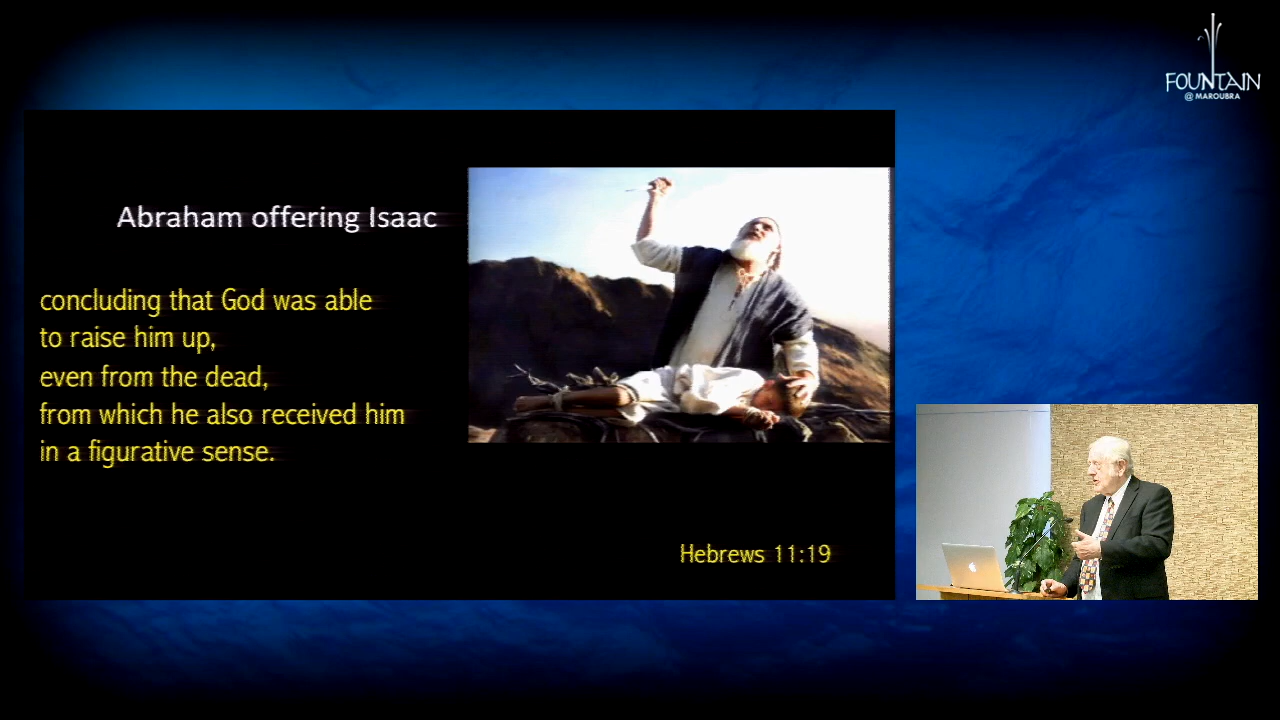 FOUNTAIN
@ MAROUBRA
Abraham offering Isaac
concluding that God was able
to raise him up,
even from the dead,
from which he also received him
in a figurative sense.
Hebrews 11:19